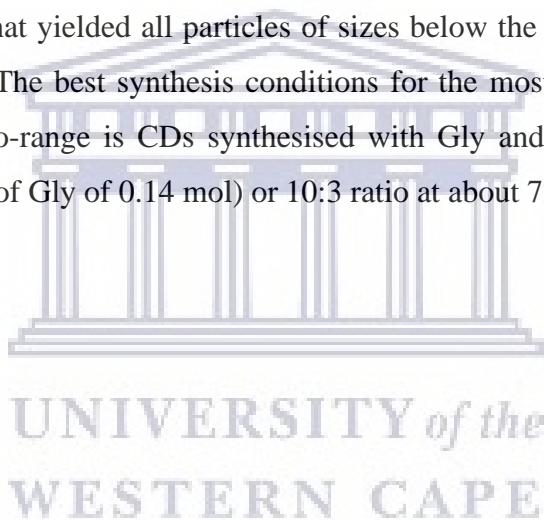 hat yielded all particles of sizes below the
The best synthesis conditions for the most
o-range is CDs synthesised with Gly and
of Gly of 0.14 mol) or 10:3 ratio at about 7
UNIVERSITY of the
WESTERN CAPE